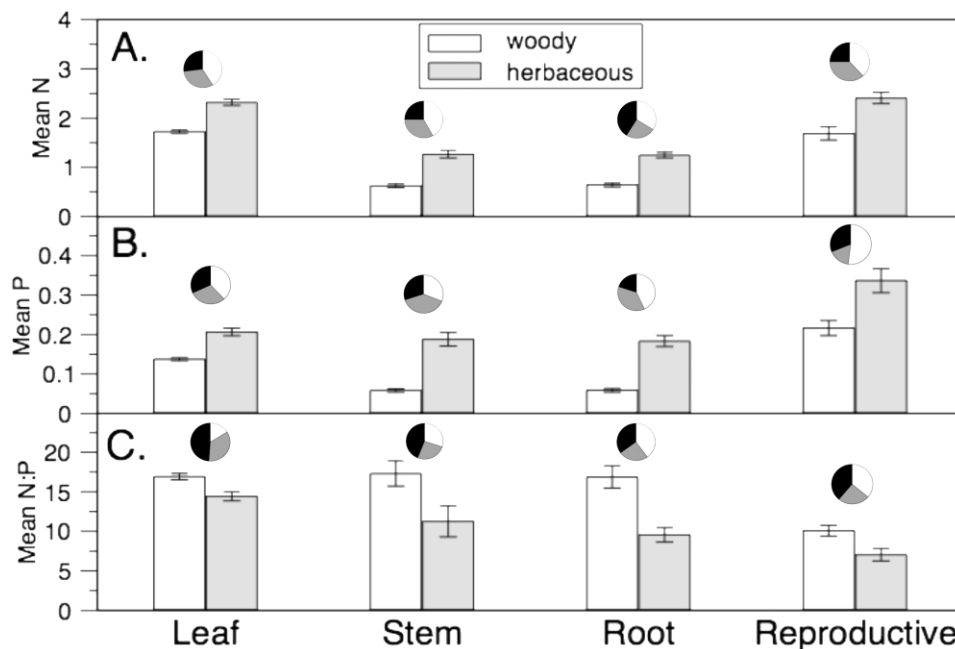 A.
woody
herbaceous
Mean N
4
3
2
1
0
B.
Mean P
0.4
0.3
0.2
0.1
0
C.
Mean N:P
20
15
10
5
0
Leaf Stem Root Reproductive